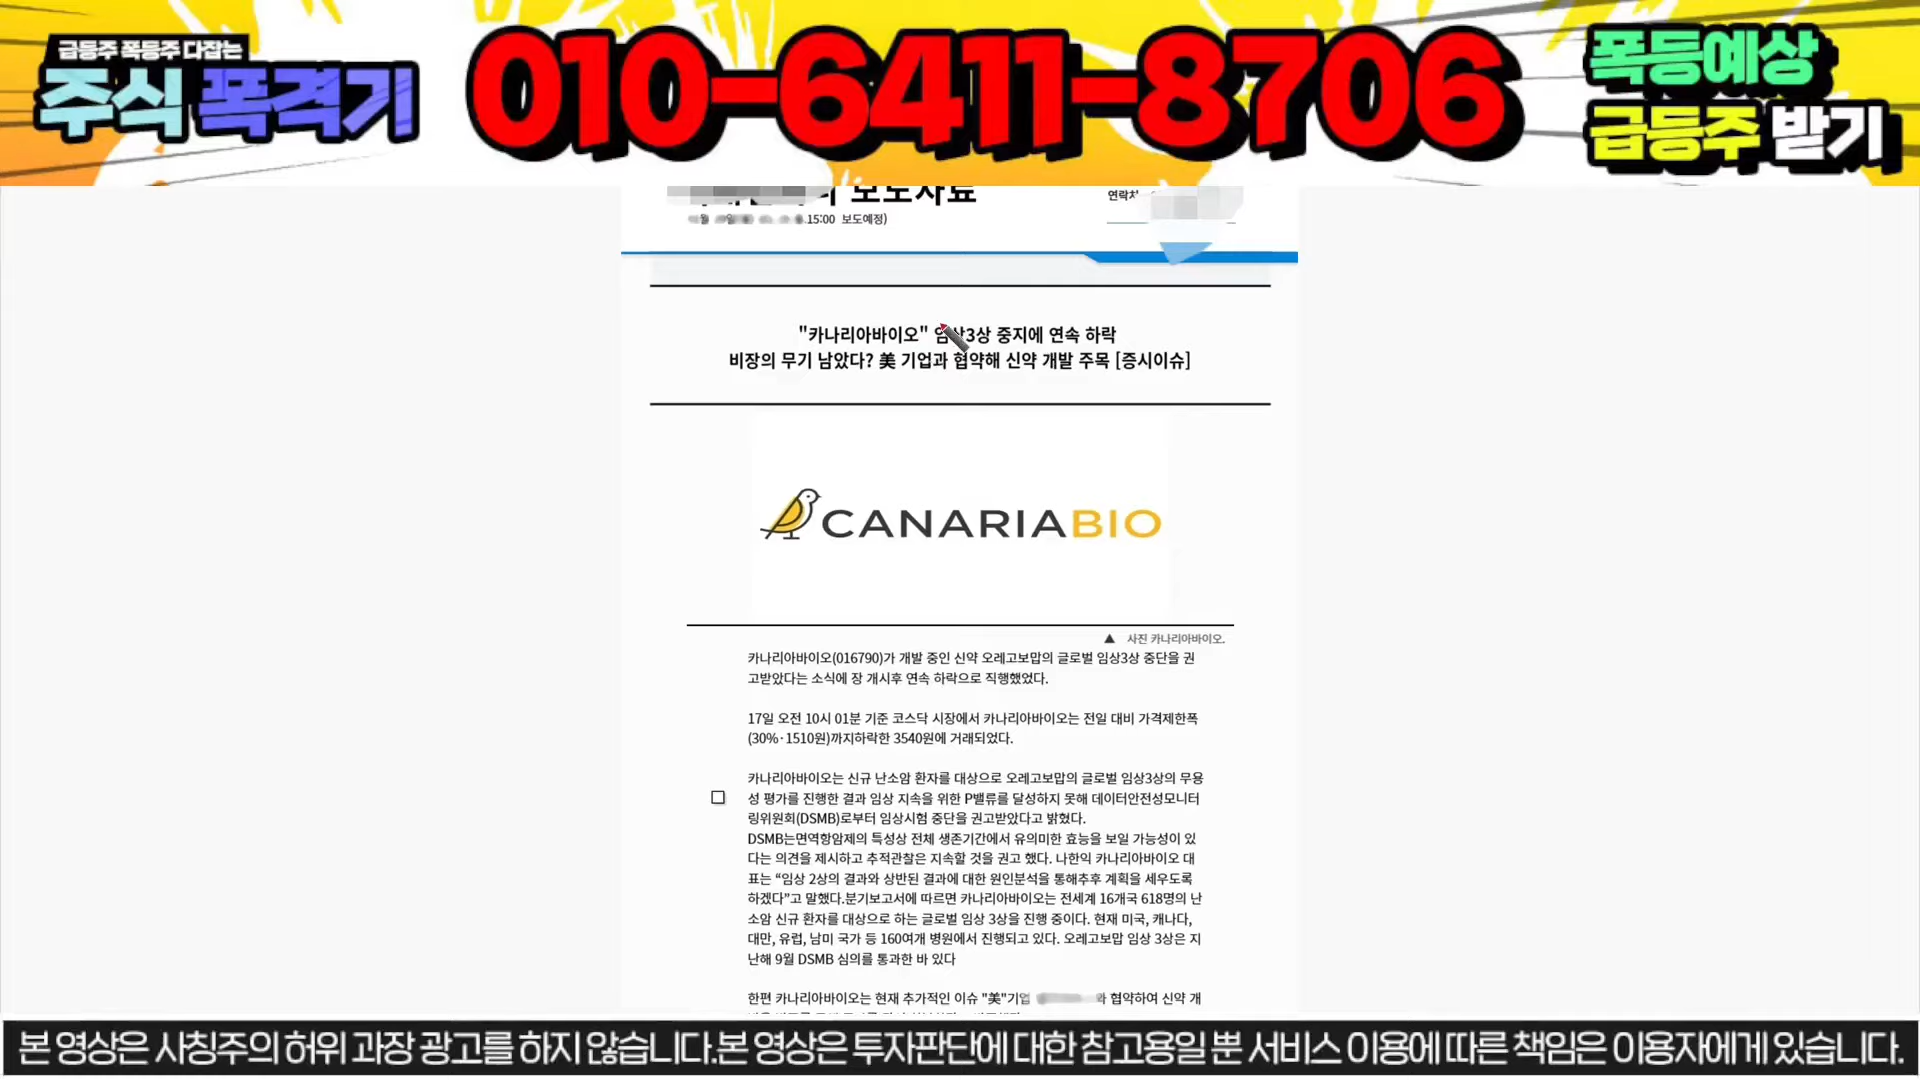 급등주 폭등주 다잡는
주식 폭격기
010-6411-8706
폭등예상
급등주 받기
보도자료
연락처
15:00 보도예정)
"카나리아바이오" 임상3상 중지에 연속 하락
비장의 무기 남았다? 美 기업과 협약해 신약 개발 주목 [증시이슈]
CANARIABIO
▲ 사진 카나리아바이오.
카나리아바이오(016790)가 개발 중인 신약 오레고보맙의 글로벌 임상3상 중단을 권
고받았다는 소식에 장 개시후 연속 하락으로 직행했었다.
17일 오전 10시 01분 기준 코스닥 시장에서 카나리아바이오는 전일 대비 가격제한폭
(30%·1510원)까지하락한 3540원에 거래되었다.
카나리아바이오는 신규 난소암 환자를 대상으로 오레고보맙의 글로벌 임상3상의 무용
성 평가를 진행한 결과 임상 지속을 위한 P밸류를 달성하지 못해 데이터안전성모니터
링위원회(DSMB)로부터 임상시험 중단을 권고받았다고 밝혔다.
DSMB는면역항암제의 특성상 전체 생존기간에서 유의미한 효능을 보일 가능성이 있
다는 의견을 제시하고 추적관찰은 지속할 것을 권고 했다. 나한익 카나리아바이오 대
표는 “임상 2상의 결과와 상반된 결과에 대한 원인분석을 통해추후 계획을 세우도록
하겠다”고 말했다.분기보고서에 따르면 카나리아바이오는 전세계 16개국 618명의 난
소암 신규 환자를 대상으로 하는 글로벌 임상 3상을 진행 중이다. 현재 미국, 캐나다,
대만, 유럽, 남미 국가 등 160여개 병원에서 진행되고 있다. 오레고보맙 임상 3상은 지
난해 9월 DSMB 심의를 통과한 바 있다
한편 카나리아바이오는 현재 추가적인 이슈 "美"기업 와 협약하여 신약 개
본 영상은 사칭주의 허위 과장 광고를 하지 않습니다.본 영상은 투자판단에 대한 참고용일 뿐 서비스 이용에 따른 책임은 이용자에게 있습니다.